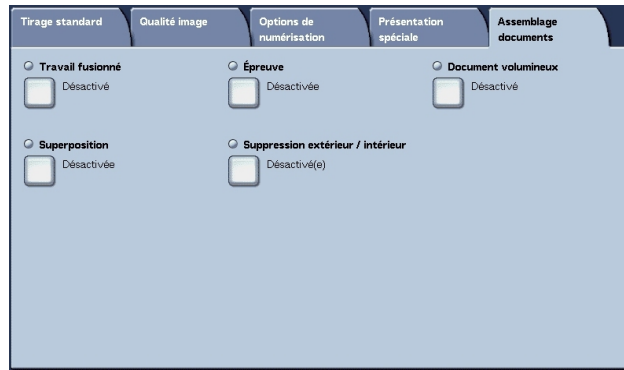 Tirage standard
Qualité image
Options de
numérisation
Présentation
spéciale
Assemblage
documents
Travail fusionné
Désactivé
Épreuve
Désactivée
Document volumineux
Désactivé
Superposition
Désactivée
Suppression extérieur / intérieur
Désactivé(e)